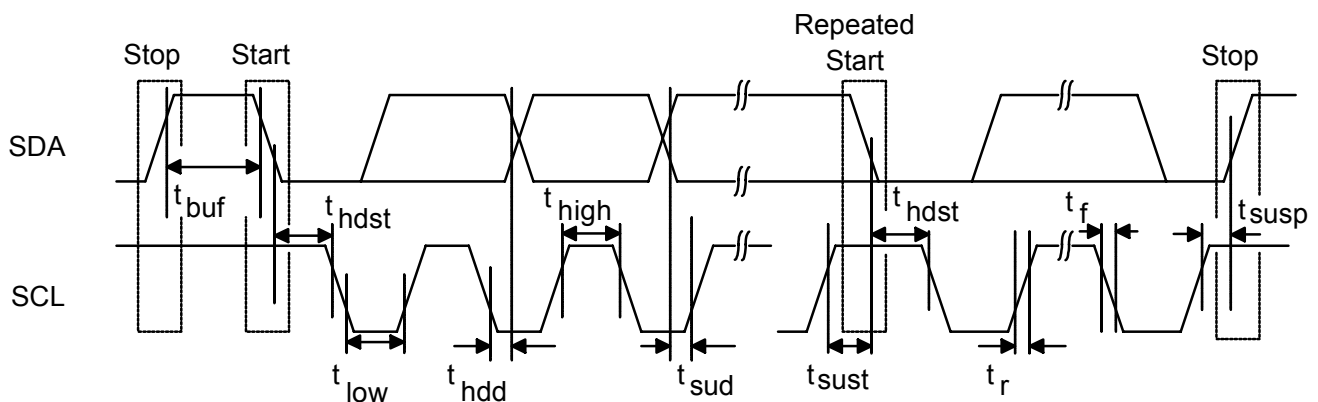 Repeated
Stop Start Start Stop
SDA
t buf t hdst t high t hdst t f t susp
SCL
t low t hdd t sud t sust t r